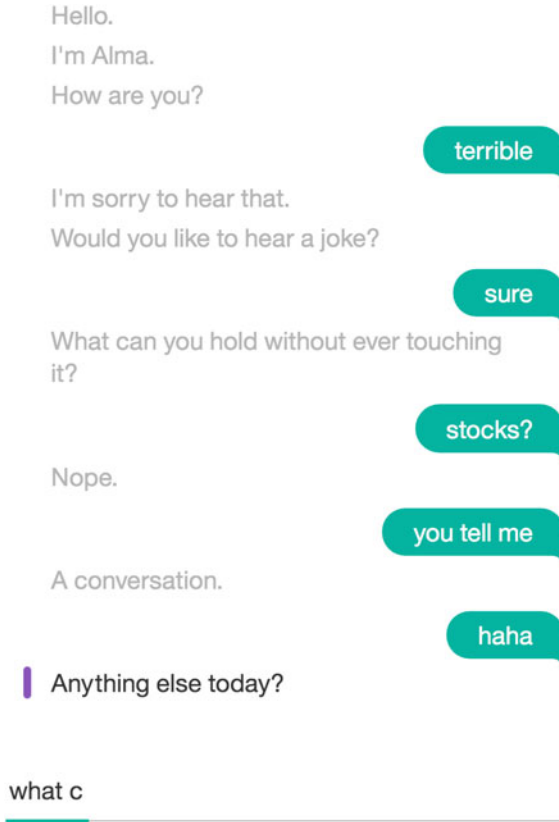 Hello.
I'm Alma.
How are you?
terrible
I'm sorry to hear that.
Would you like to hear a joke?
sure
What can you hold without ever touching
it?
stocks?
Nope.
you tell me
A conversation.
haha
Anything else today?
what c